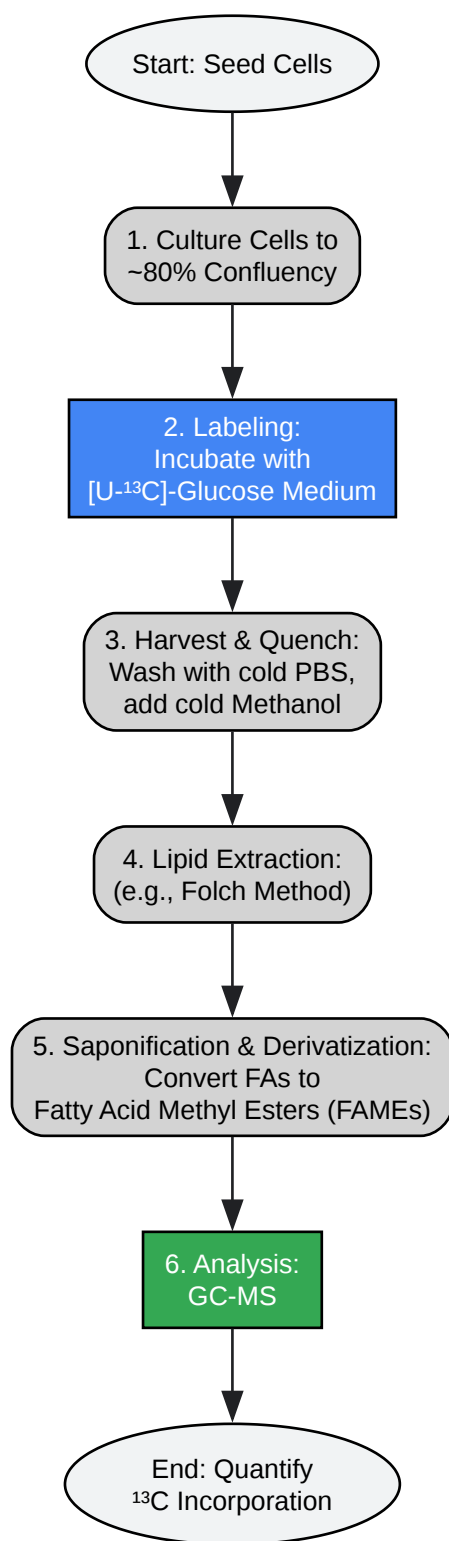 Start: Seed Cells
1. Culture Cells to
~80% Confluency
2. Labeling:
Incubate with
[U-¹³C]-Glucose Medium
3. Harvest & Quench:
Wash with cold PBS,
add cold Methanol
4. Lipid Extraction:
(e.g., Folch Method)
5. Saponification & Derivatization:
Convert FAs to
Fatty Acid Methyl Esters (FAMEs)
6. Analysis:
GC-MS
End: Quantify
¹³C Incorporation